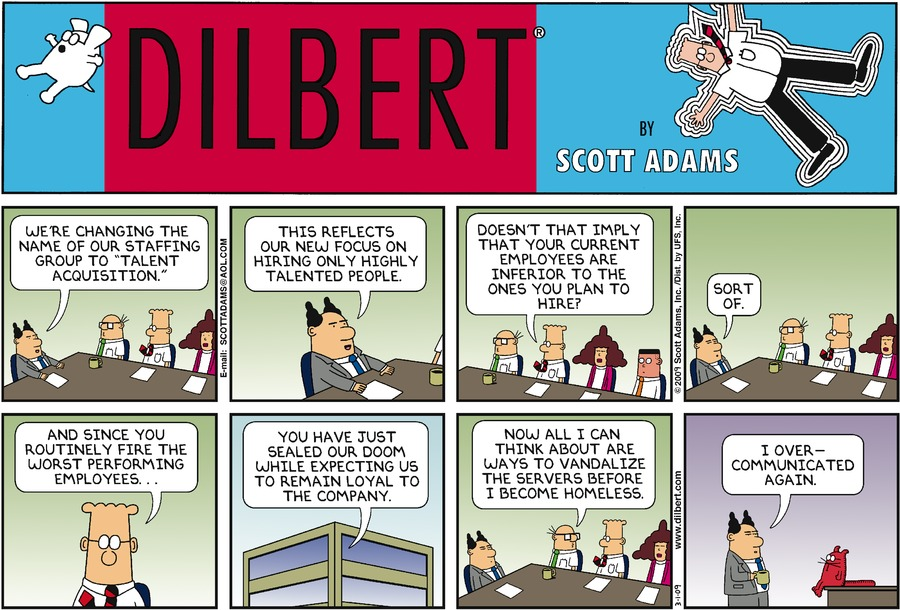 DILBERT®
BY
SCOTT ADAMS
WE'RE CHANGING THE
NAME OF OUR STAFFING
GROUP TO "TALENT
ACQUISITION."
E-mail: SCOTTADAMS@AOL.COM
THIS REFLECTS
OUR NEW FOCUS ON
HIRING ONLY HIGHLY
TALENTED PEOPLE.
DOESN'T THAT IMPLY
THAT YOUR CURRENT
EMPLOYEES ARE
INFERIOR TO THE
ONES YOU PLAN TO
HIRE?
©2009 Scott Adams, Inc./Dist. by UFS, Inc.
SORT
OF.
AND SINCE YOU
ROUTINELY FIRE THE
WORST PERFORMING
EMPLOYEES...
YOU HAVE JUST
SEALED OUR DOOM
WHILE EXPECTING US
TO REMAIN LOYAL TO
THE COMPANY.
NOW ALL I CAN
THINK ABOUT ARE
WAYS TO VANDALIZE
THE SERVERS BEFORE
I BECOME HOMELESS.
www.dilbert.com
3-1-09
I OVER-
COMMUNICATED
AGAIN.